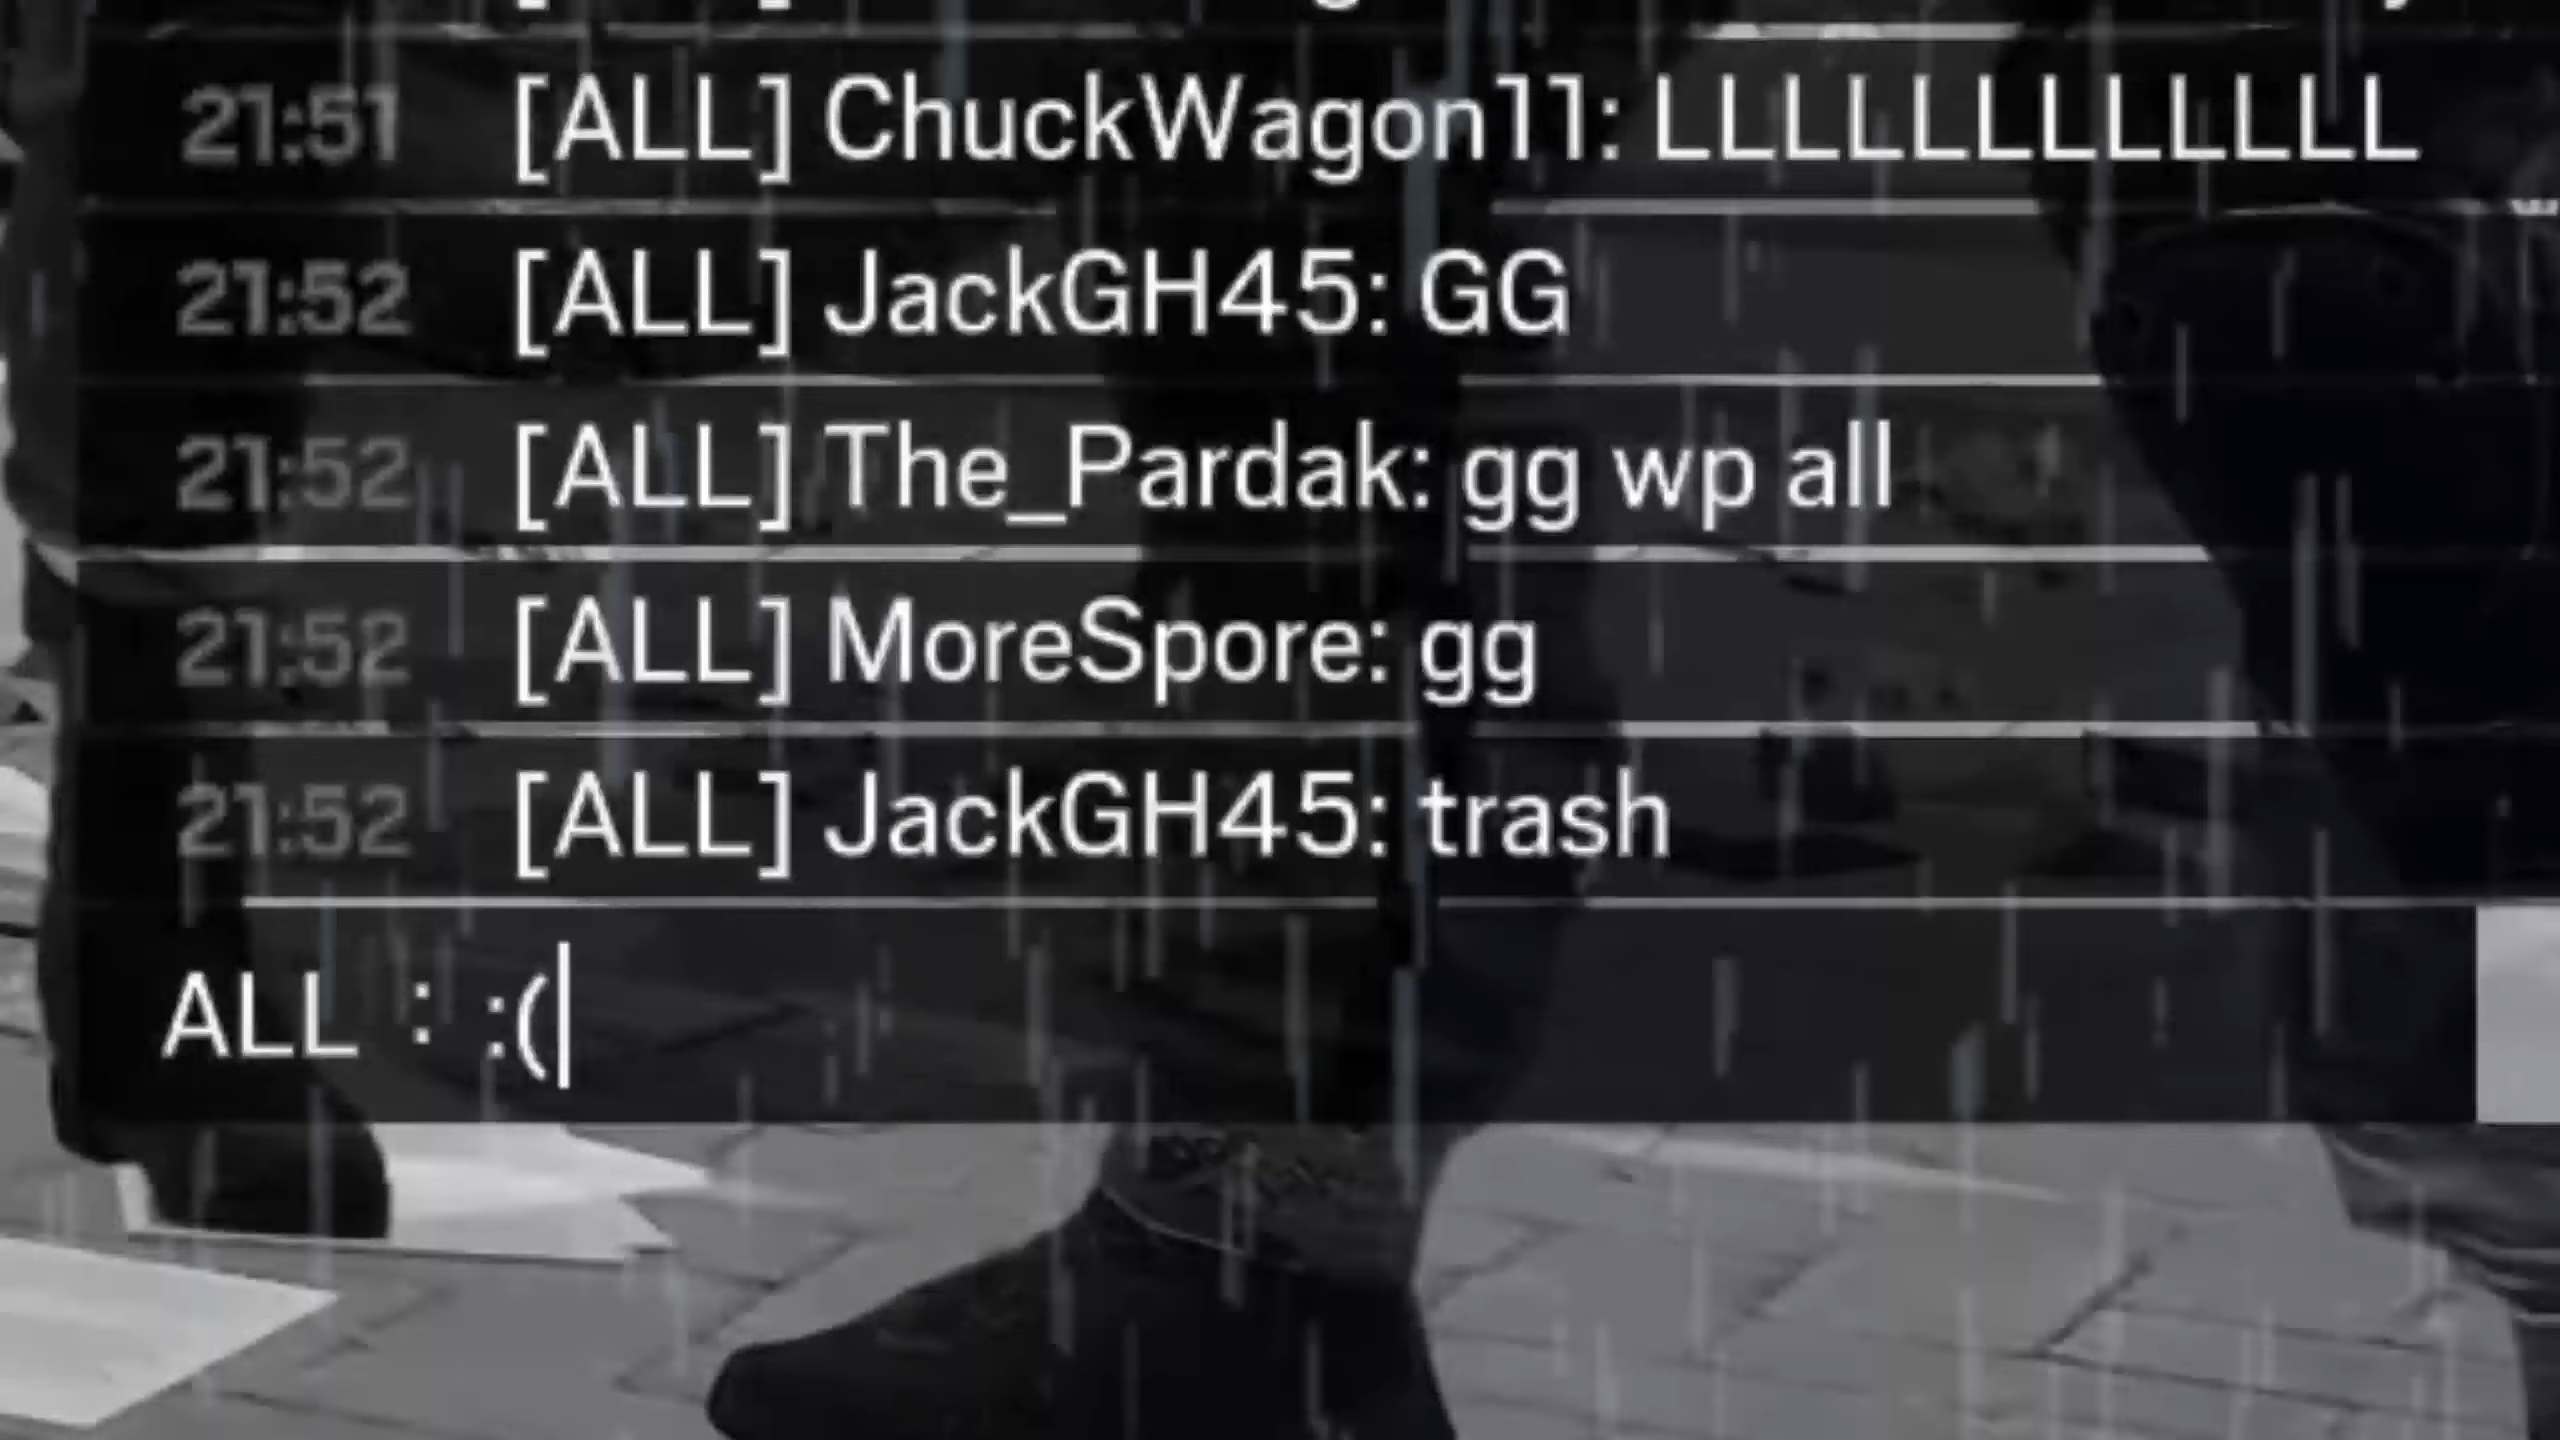 21:51 [ALL] ChuckWagon11: LLLLLLLLLLLL
21:52 [ALL] JackGH45: GG
21:52 [ALL] The_Pardak: gg wp all
21:52 [ALL] MoreSpore: gg
21:52 [ALL] JackGH45: trash
ALL : :(